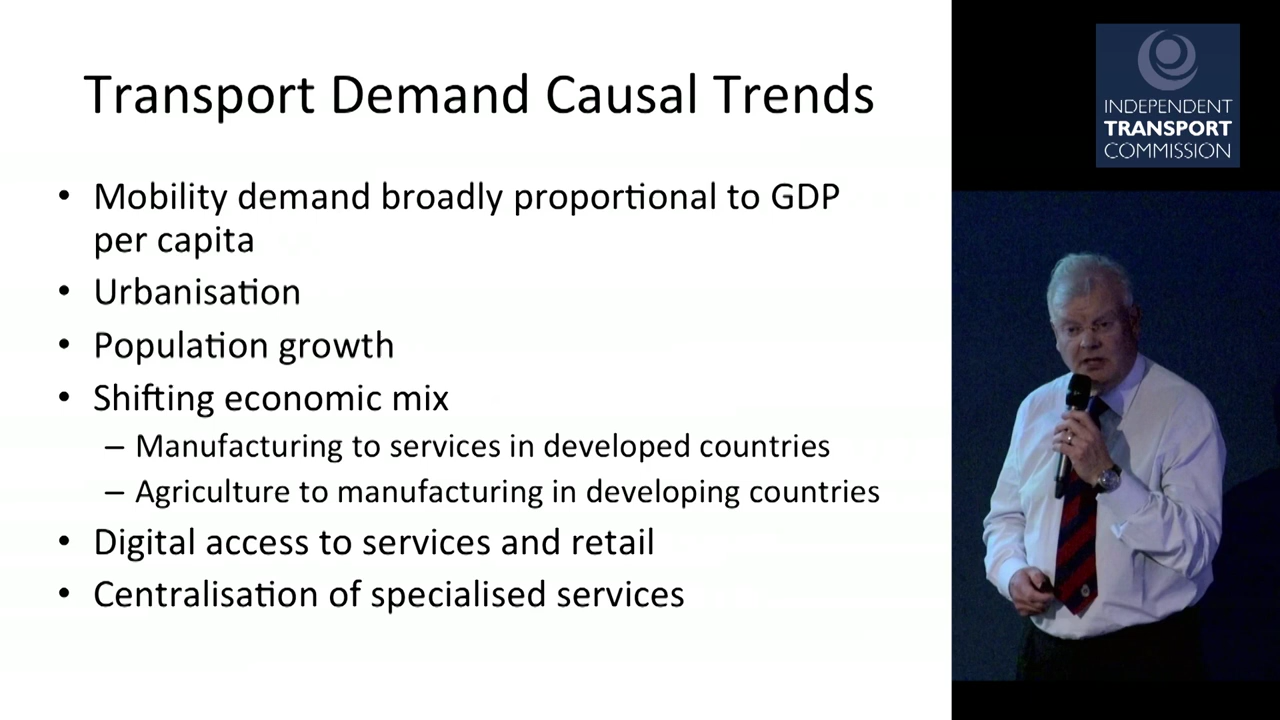 Transport Demand Causal Trends
• Mobility demand broadly proportional to GDP
per capita
• Urbanisation
• Population growth
• Shifting economic mix
– Manufacturing to services in developed countries
– Agriculture to manufacturing in developing countries
• Digital access to services and retail
• Centralisation of specialised services
INDEPENDENT
TRANSPORT
COMMISSION